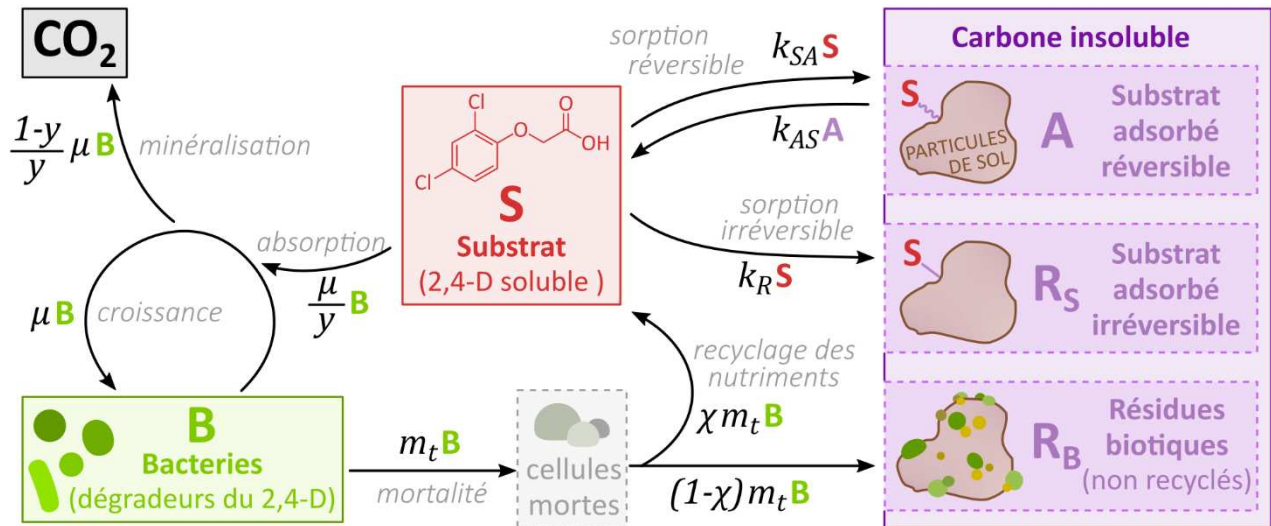 CO₂
1-y/y μ B
minéralisation
absorption
μ/y B
μ B
croissance
B
Bacteries
(dégradeurs du 2,4-D)
Cl
O
O
OH
Cl
S
Substrat
(2,4-D soluble )
sorption
réversible
k_SA S
k_AS A
sorption
irréversible
k_R S
recyclage des
nutriments
χ m_t B
m_t B
mortalité
cellules
mortes
(1-χ) m_t B
Carbone insoluble
S
PARTICULES
DE SOL
A
Substrat
adsorbé
réversible
S
R_S
Substrat
adsorbé
irréversible
R_B
Résidues
biotiques
(non recyclés)